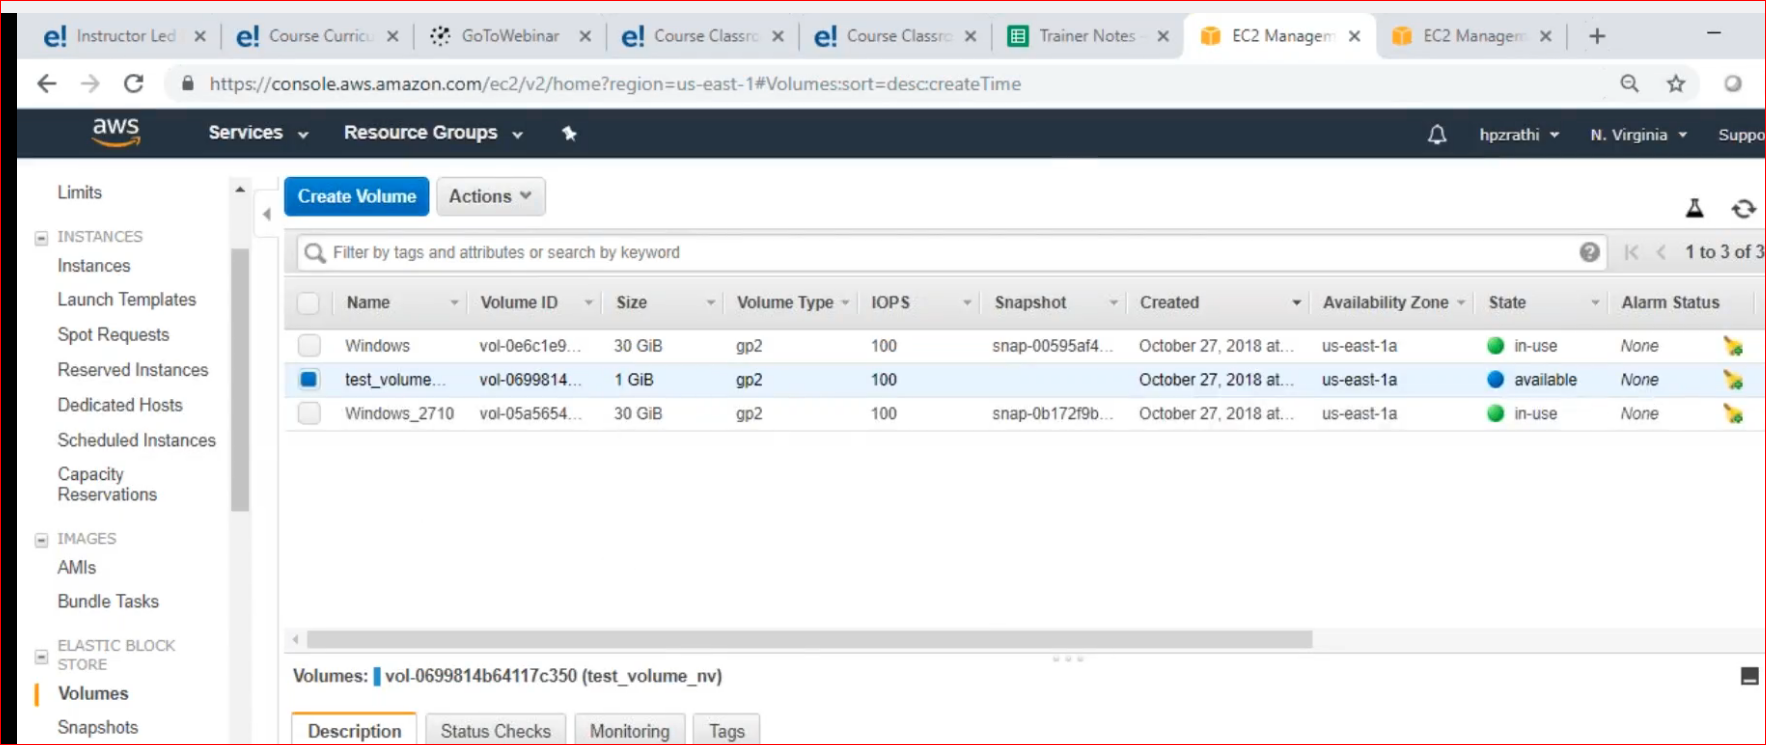 e! Instructor Led
e! Course Curricu
GoToWebinar
e! Course Classro
e! Course Classro
Trainer Notes -
EC2 Managem
EC2 Managem
https://console.aws.amazon.com/ec2/v2/home?region=us-east-1#Volumes:sort=desc:createTime
aws Services Resource Groups hpzrathi N. Virginia Suppo
Limits
INSTANCES
Instances
Launch Templates
Spot Requests
Reserved Instances
Dedicated Hosts
Scheduled Instances
Capacity
Reservations
IMAGES
AMIs
Bundle Tasks
ELASTIC BLOCK
STORE
Volumes
Snapshots
Create Volume Actions
Filter by tags and attributes or search by keyword 1 to 3 of 3
Name Volume ID Size Volume Type IOPS Snapshot Created Availability Zone State Alarm Status
Windows vol-0e6c1e9... 30 GiB gp2 100 snap-00595af4... October 27, 2018 at... us-east-1a in-use None
test_volume... vol-0699814... 1 GiB gp2 100 October 27, 2018 at... us-east-1a available None
Windows_2710 vol-05a5654... 30 GiB gp2 100 snap-0b172f9b... October 27, 2018 at... us-east-1a in-use None
Volumes: vol-0699814b64117c350 (test_volume_nv)
Description Status Checks Monitoring Tags